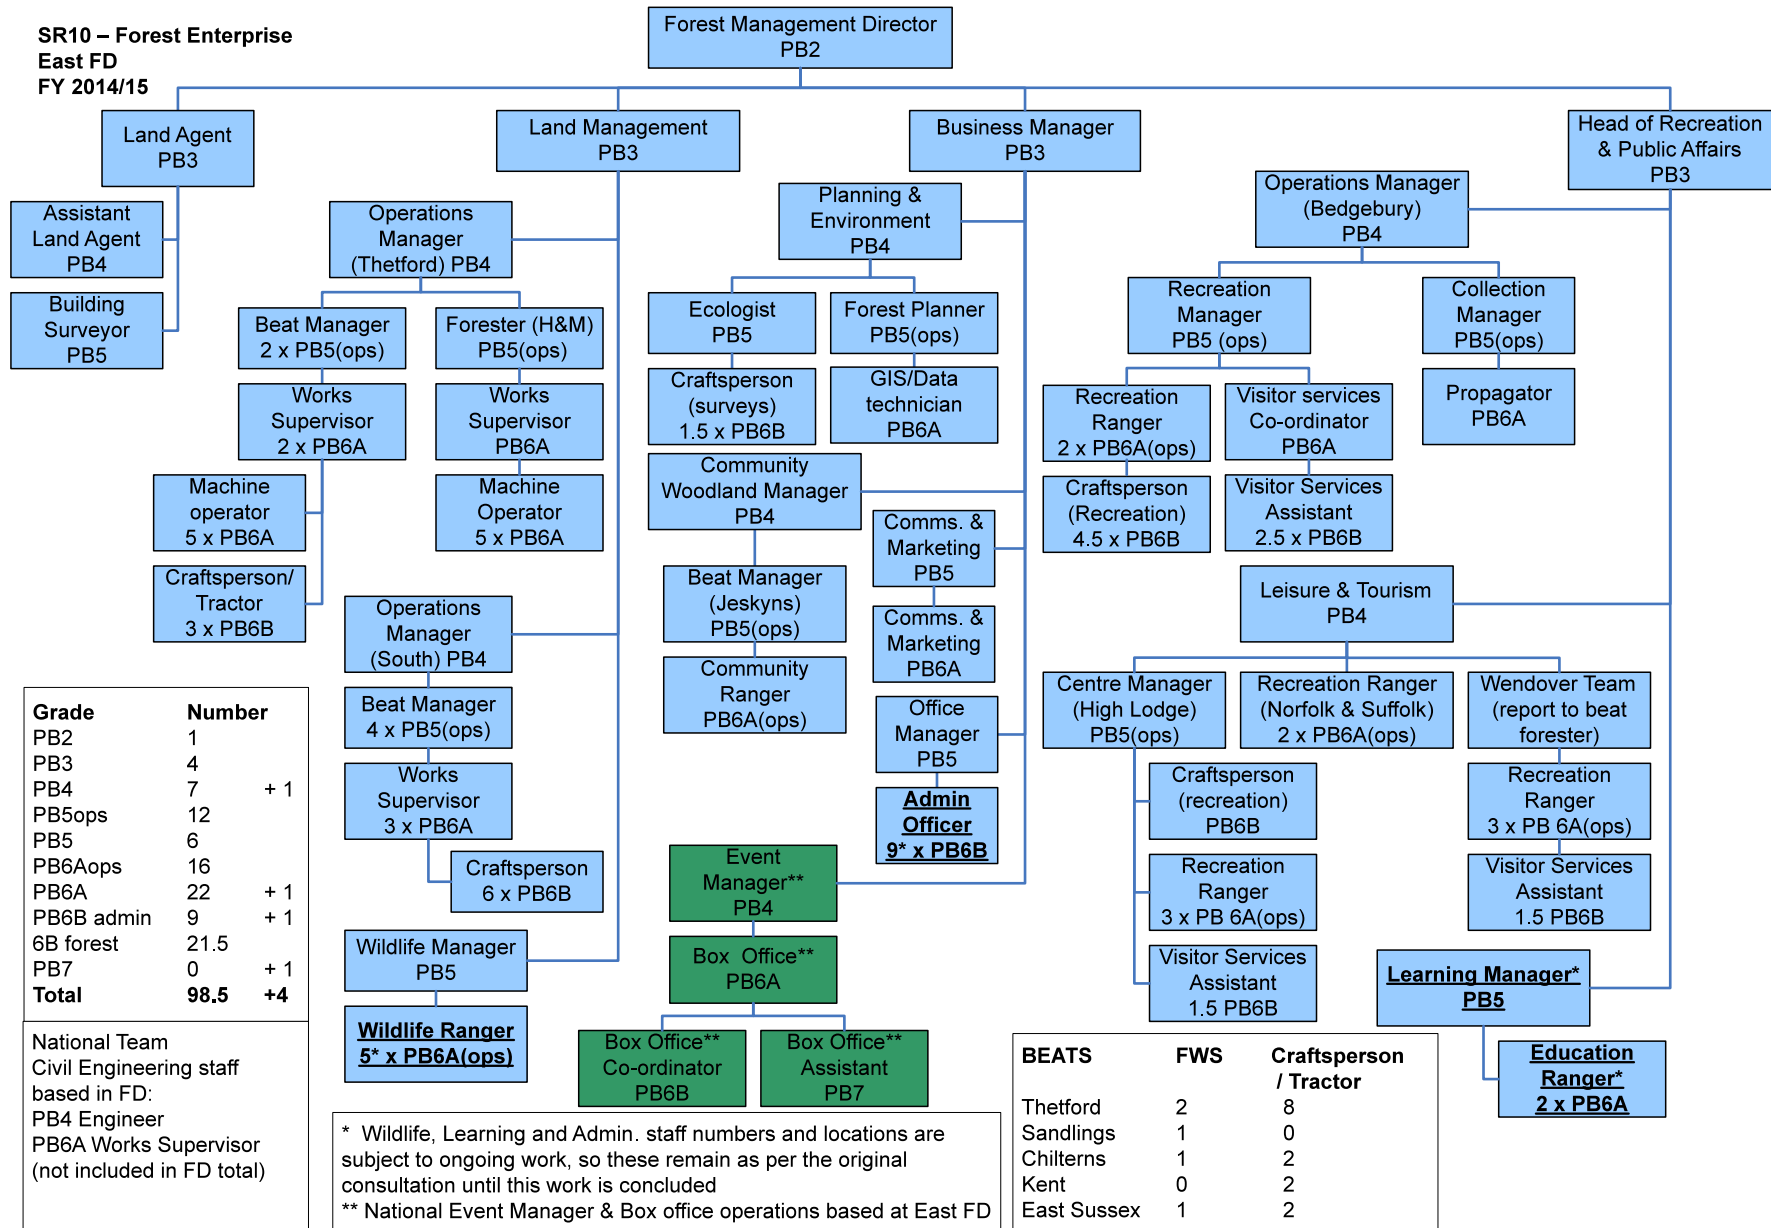 SR10 – Forest Enterprise
East FD
FY 2014/15
Forest Management Director
PB2
Land Agent
PB3
Land Management
PB3
Business Manager
PB3
Head of Recreation
& Public Affairs
PB3
Assistant
Land Agent
PB4
Building
Surveyor
PB5
Operations
Manager
(Thetford) PB4
Beat Manager
2 x PB5(ops)
Forester (H&M)
PB5(ops)
Works
Supervisor
2 x PB6A
Works
Supervisor
PB6A
Machine
operator
5 x PB6A
Machine
Operator
5 x PB6A
Craftsperson/
Tractor
3 x PB6B
Operations
Manager
(South) PB4
Beat Manager
4 x PB5(ops)
Works
Supervisor
3 x PB6A
Craftsperson
6 x PB6B
Wildlife Manager
PB5
Wildlife Ranger
5* x PB6A(ops)
Planning &
Environment
PB4
Ecologist
PB5
Forest Planner
PB5(ops)
Craftsperson
(surveys)
1.5 x PB6B
GIS/Data
technician
PB6A
Community
Woodland Manager
PB4
Beat Manager
(Jeskyns)
PB5(ops)
Community
Ranger
PB6A(ops)
Comms. &
Marketing
PB5
Comms. &
Marketing
PB6A
Office
Manager
PB5
Admin
Officer
9* x PB6B
Event
Manager**
PB4
Box Office**
PB6A
Box Office**
Co-ordinator
PB6B
Box Office**
Assistant
PB7
Operations Manager
(Bedgebury)
PB4
Recreation
Manager
PB5 (ops)
Collection
Manager
PB5(ops)
Recreation
Ranger
2 x PB6A(ops)
Visitor services
Co-ordinator
PB6A
Propagator
PB6A
Craftsperson
(Recreation)
4.5 x PB6B
Visitor Services
Assistant
2.5 x PB6B
Leisure & Tourism
PB4
Centre Manager
(High Lodge)
PB5(ops)
Recreation Ranger
(Norfolk & Suffolk)
2 x PB6A(ops)
Wendover Team
(report to beat
forester)
Craftsperson
(recreation)
PB6B
Recreation
Ranger
3 x PB 6A(ops)
Visitor Services
Assistant
1.5 PB6B
Recreation
Ranger
3 x PB 6A(ops)
Visitor Services
Assistant
1.5 PB6B
Learning Manager*
PB5
Education
Ranger*
2 x PB6A
Grade Number
PB2 1
PB3 4
PB4 7 + 1
PB5ops 12
PB5 6
PB6Aops 16
PB6A 22 + 1
PB6B admin 9 + 1
6B forest 21.5
PB7 0 + 1
Total 98.5 +4
National Team
Civil Engineering staff
based in FD:
PB4 Engineer
PB6A Works Supervisor
(not included in FD total)
* Wildlife, Learning and Admin. staff numbers and locations are
subject to ongoing work, so these remain as per the original
consultation until this work is concluded
** National Event Manager & Box office operations based at East FD
BEATS FWS Craftsperson
/ Tractor
Thetford 2 8
Sandlings 1 0
Chilterns 1 2
Kent 0 2
East Sussex 1 2